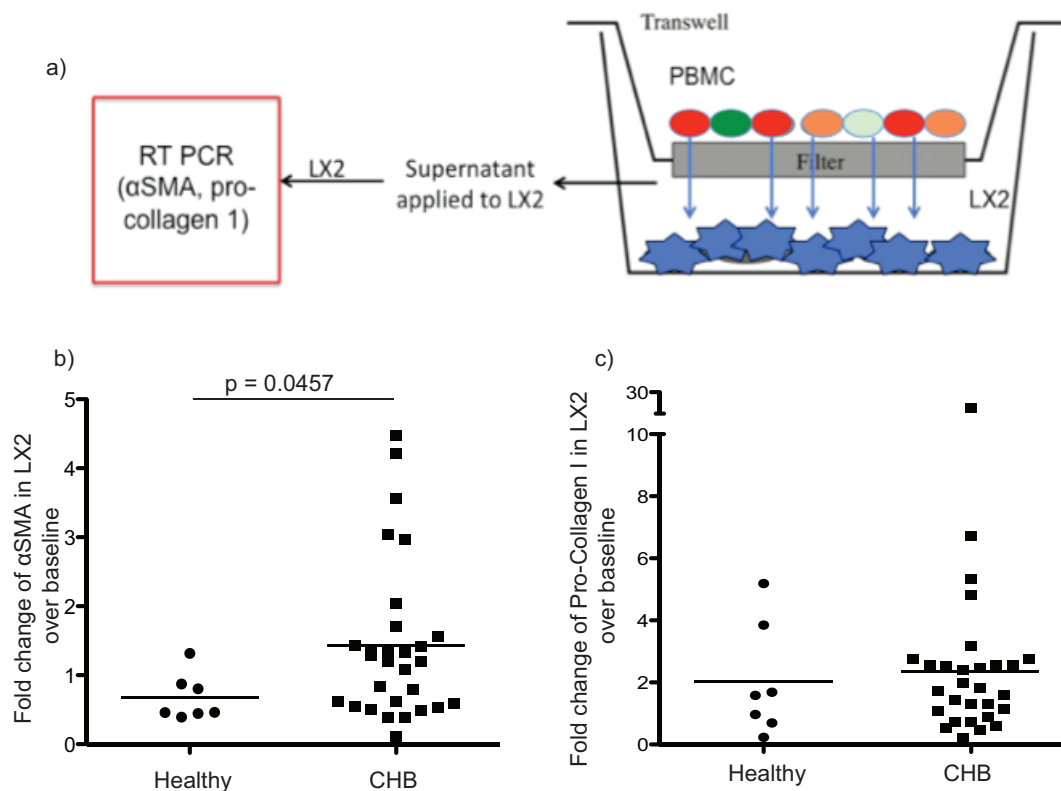 a)
Transwell
PBMC
Filter
LX2
Supernatant
applied to LX2
LX2
RT PCR
(αSMA, pro-
collagen 1)
b)
p = 0.0457
Fold change of αSMA in LX2
over baseline
5
4
3
2
1
0
Healthy
CHB
c)
Fold change of Pro-Collagen I in LX2
over baseline
30
10
8
6
4
2
0
Healthy
CHB